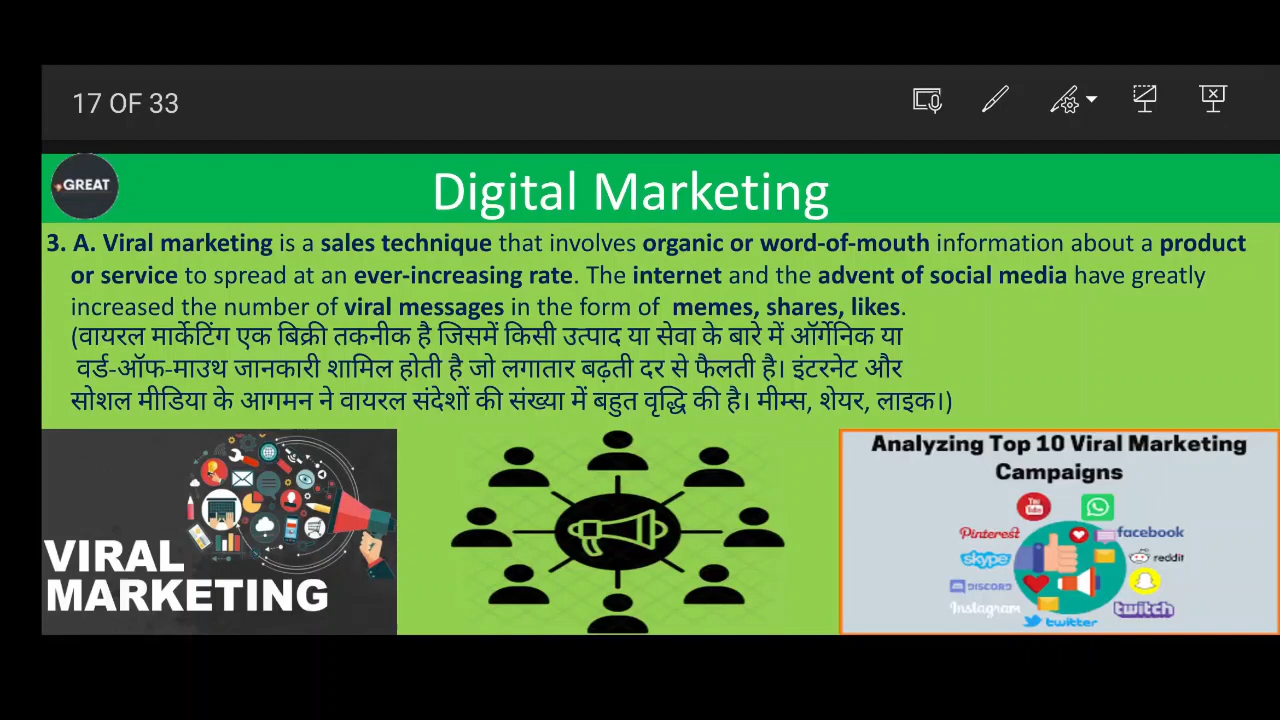 17 OF 33
GREAT
Digital Marketing
3. A. Viral marketing is a sales technique that involves organic or word-of-mouth information about a product
or service to spread at an ever-increasing rate. The internet and the advent of social media have greatly
increased the number of viral messages in the form of memes, shares, likes.
(वायरल मार्केटिंग एक बिक्री तकनीक है जिसमें किसी उत्पाद या सेवा के बारे में ऑर्गेनिक या
वर्ड-ऑफ-माउथ जानकारी शामिल होती है जो लगातार बढ़ती दर से फैलती है। इंटरनेट और
सोशल मीडिया के आगमन ने वायरल संदेशों की संख्या में बहुत वृद्धि की है। मीम्स, शेयर, लाइक।)
VIRAL
MARKETING
Analyzing Top 10 Viral Marketing
Campaigns
You
Tube
Pinterest
facebook
skype
reddit
DISCORD
Instagram
twitch
twitter